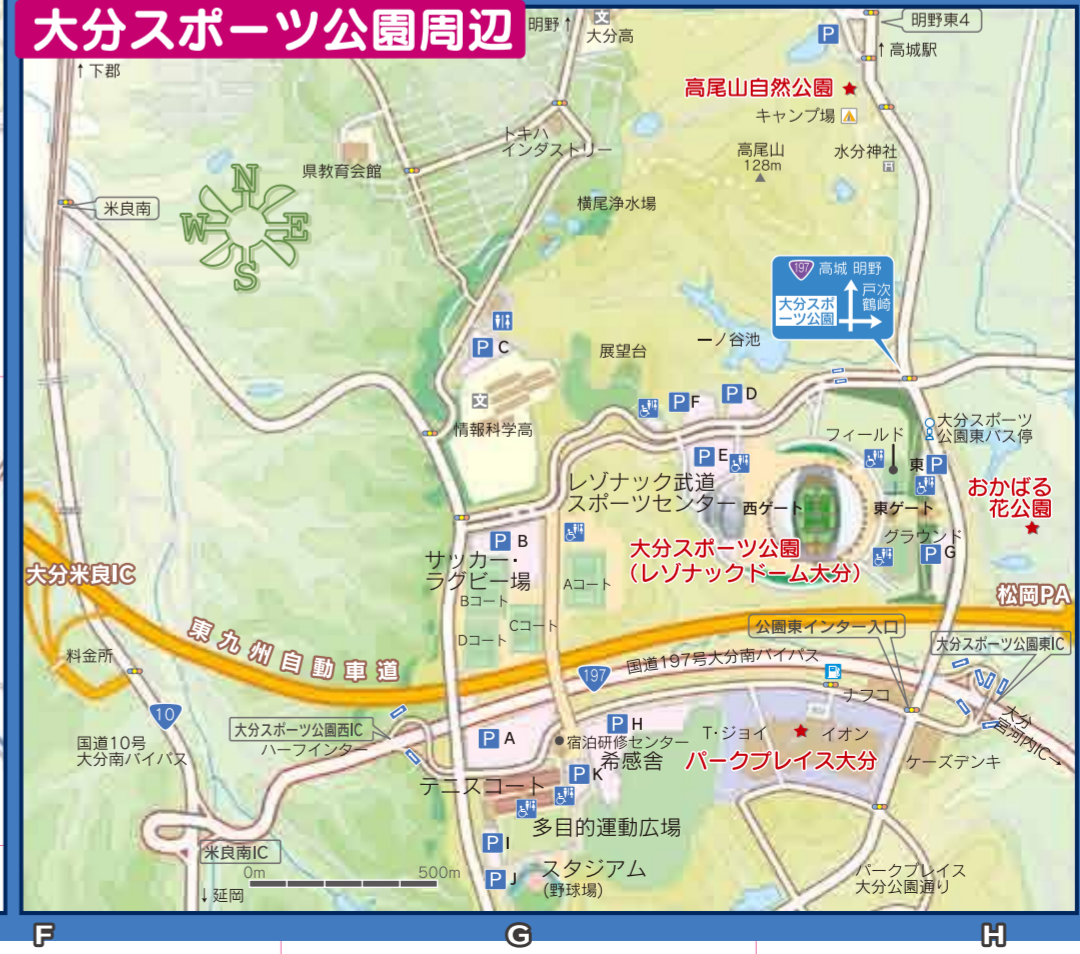 大分スポーツ公園周辺
明野↑
文
大分高
P
明野東4
↑高城駅
↑下郡
高尾山自然公園
キャンプ場
トキハ
インダストリー
県教育会館
高尾山
128m
水分神社
米良南
N
W
E
S
横尾浄水場
197 高城 明野
戸次
鶴崎
大分スポ
ーツ公園
P C
展望台
一ノ谷池
文
情報科学高
P F
P D
P E
フィールド
大分スポーツ
公園東バス停
東 P
レゾナック武道
スポーツセンター
西ゲート
東ゲート
おかばる
花公園
グラウンド
P G
P B
サッカー・
ラグビー場
大分スポーツ公園
(レゾナックドーム大分)
Aコート
Bコート
Cコート
Dコート
大分米良IC
松岡PA
東九州自動車道
公園東インター入口
大分スポーツ公園東IC
料金所
国道197号大分南バイパス
197
ナフコ
10
国道10号
大分南バイパス
大分スポーツ公園西IC
ハーフインター
P A
P H
宿泊研修センター
希感舎
T・ジョイ
イオン
パークプレイス大分
ケーズデンキ
大分
宮河内IC→
テニスコート
P K
多目的運動広場
P I
P J
スタジアム
(野球場)
米良南IC
0m
500m
↓延岡
パークプレイス
大分公園通り
F
G
H